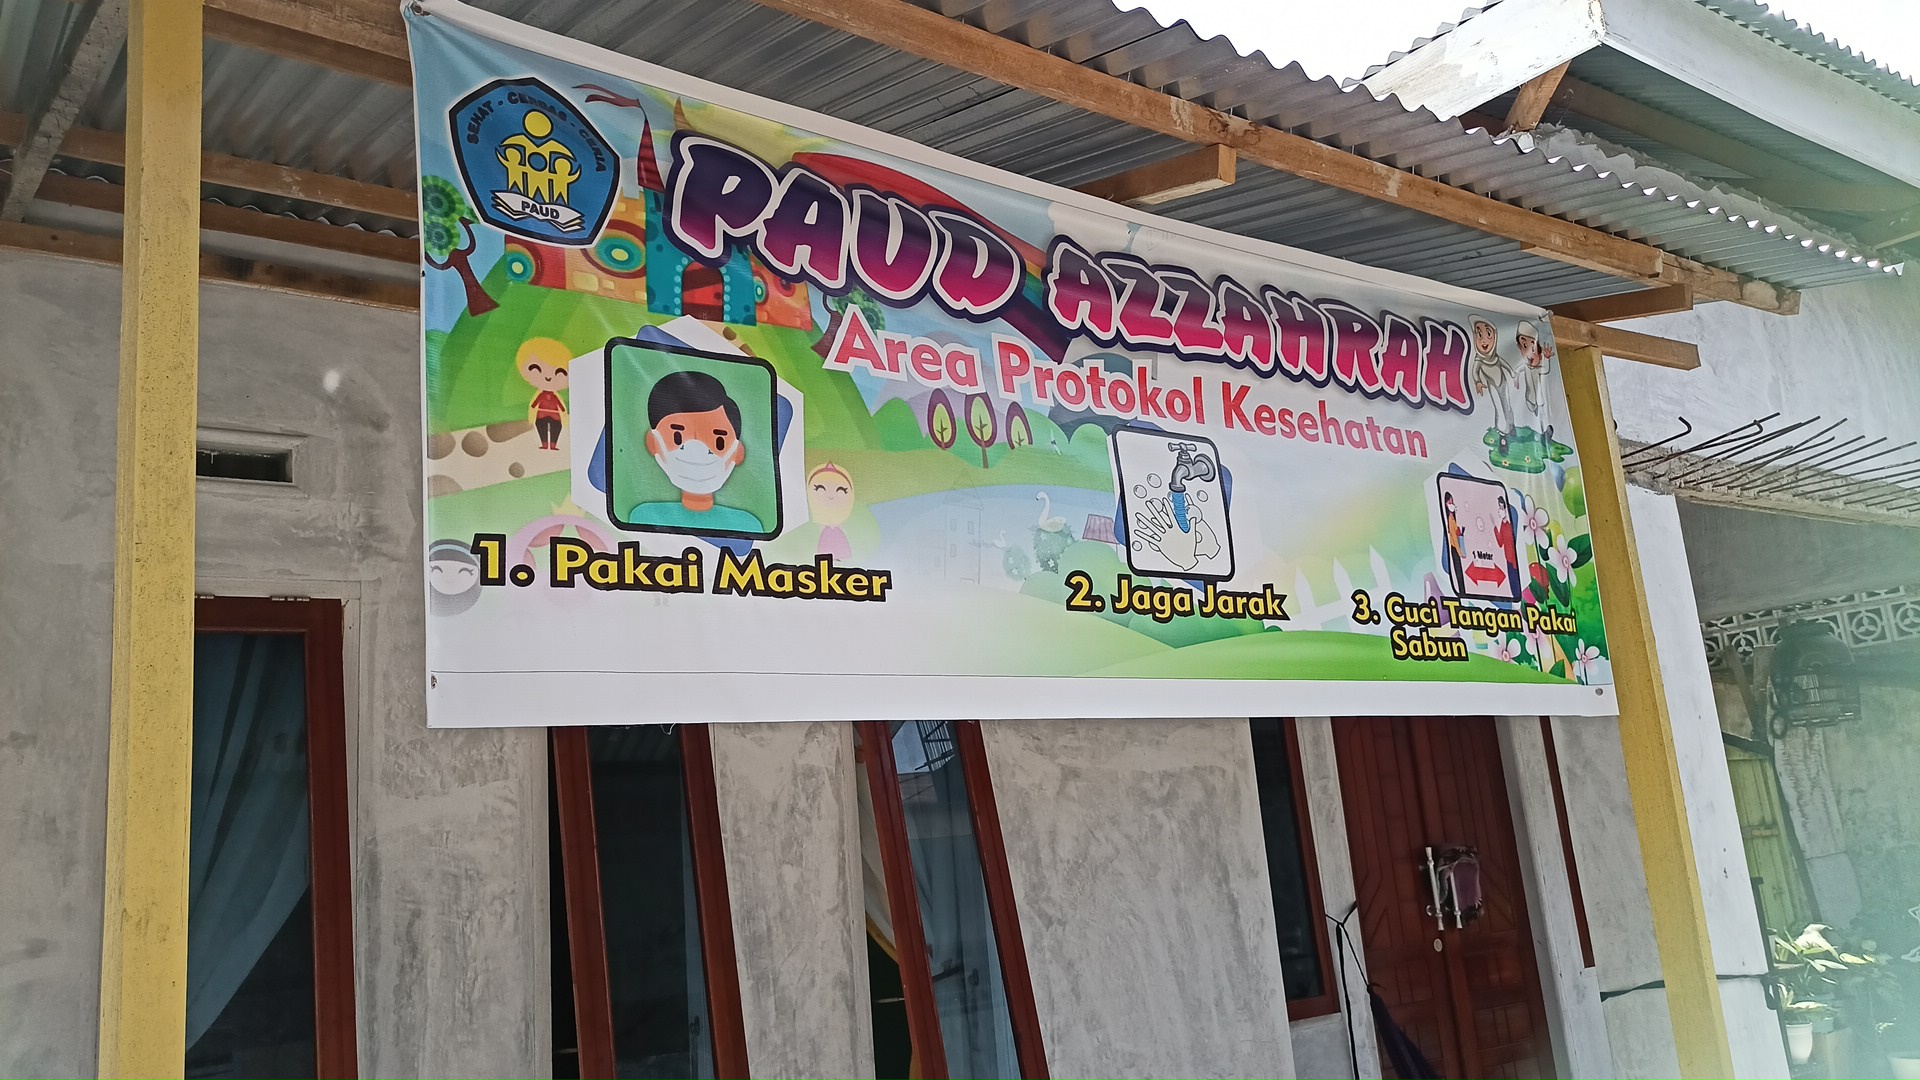 SEHAT - CERDAS - CERIA
PAUD
PAUD AZZAHRAH
Area Protokol Kesehatan
1 Meter
1. Pakai Masker
2. Jaga Jarak
3. Cuci Tangan Pakai
Sabun